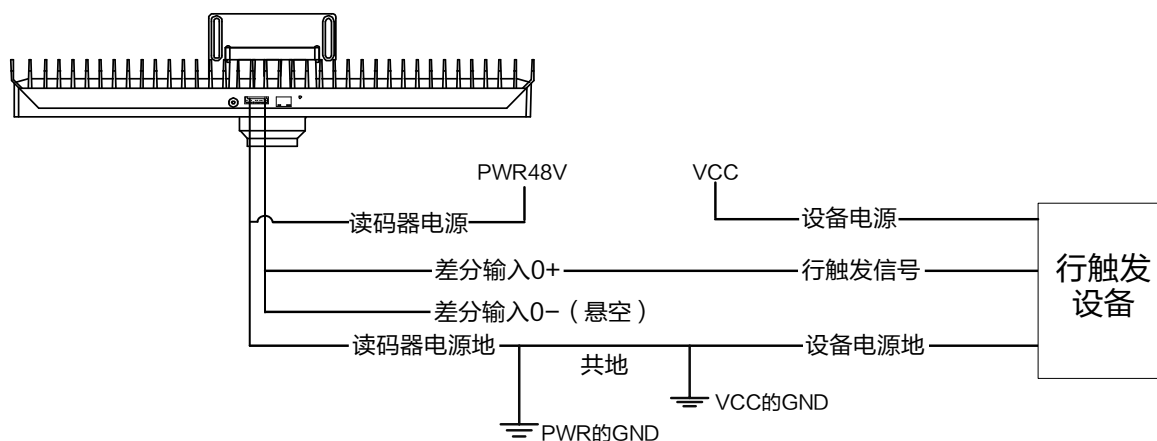 PWR48V
VCC
读码器电源
设备电源
差分输入0+
行触发信号
行触发
设备
差分输入0-（悬空）
读码器电源地
共地
设备电源地
VCC的GND
PWR的GND